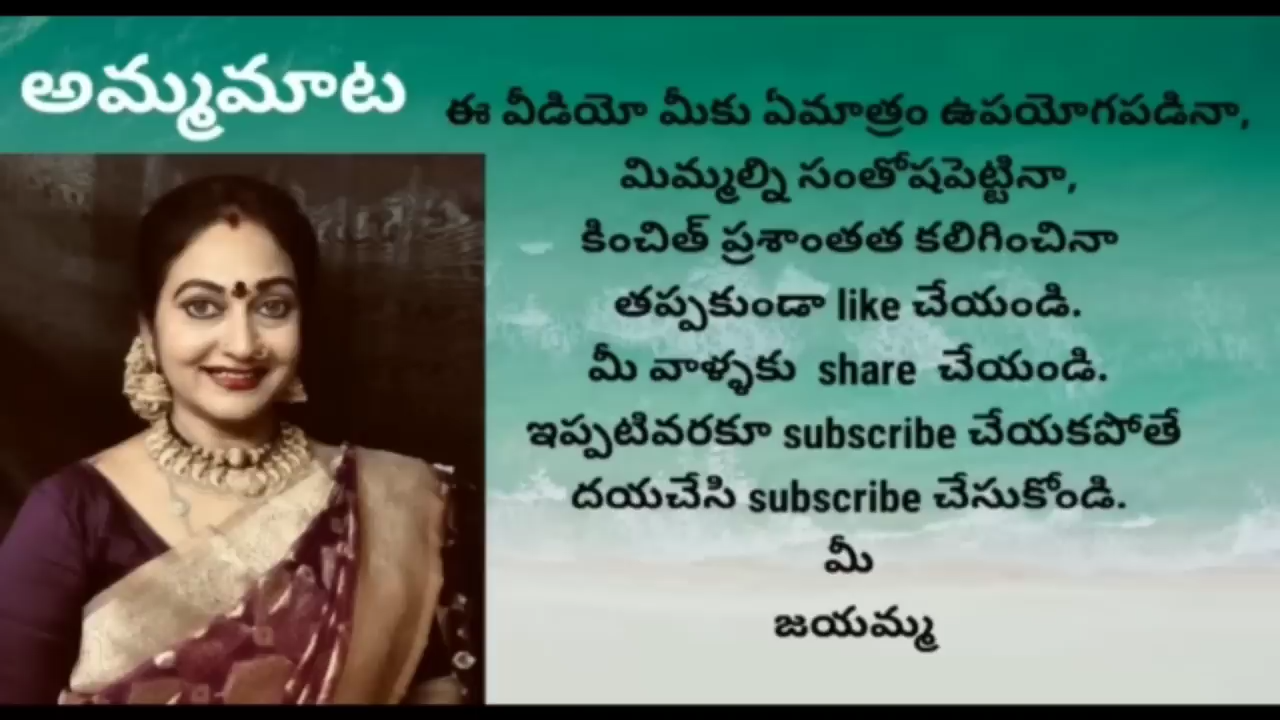 అమ్మమాట
ఈ వీడియో మీకు ఏమాత్రం ఉపయోగపడినా,
మిమ్మల్ని సంతోషపెట్టినా,
కించిత్ ప్రశాంతత కలిగించినా
తప్పకుండా like చేయండి.
మీ వాళ్ళకు share చేయండి.
ఇప్పటివరకూ subscribe చేయకపోతే
దయచేసి subscribe చేసుకోండి.
మీ
జయమ్మ